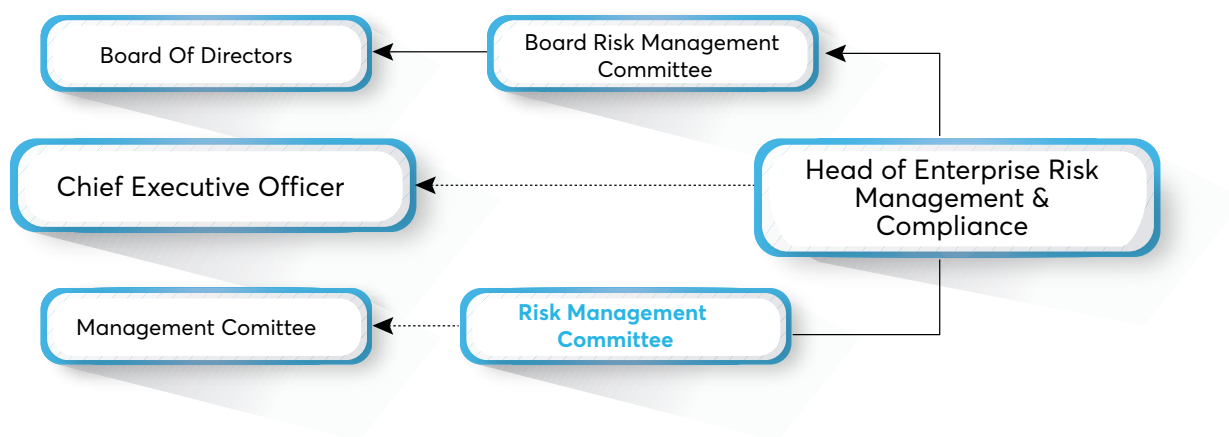 Board Of Directors
Board Risk Management
Committee
Chief Executive Officer
Head of Enterprise Risk
Management &
Compliance
Management Comittee
Risk Management
Committee